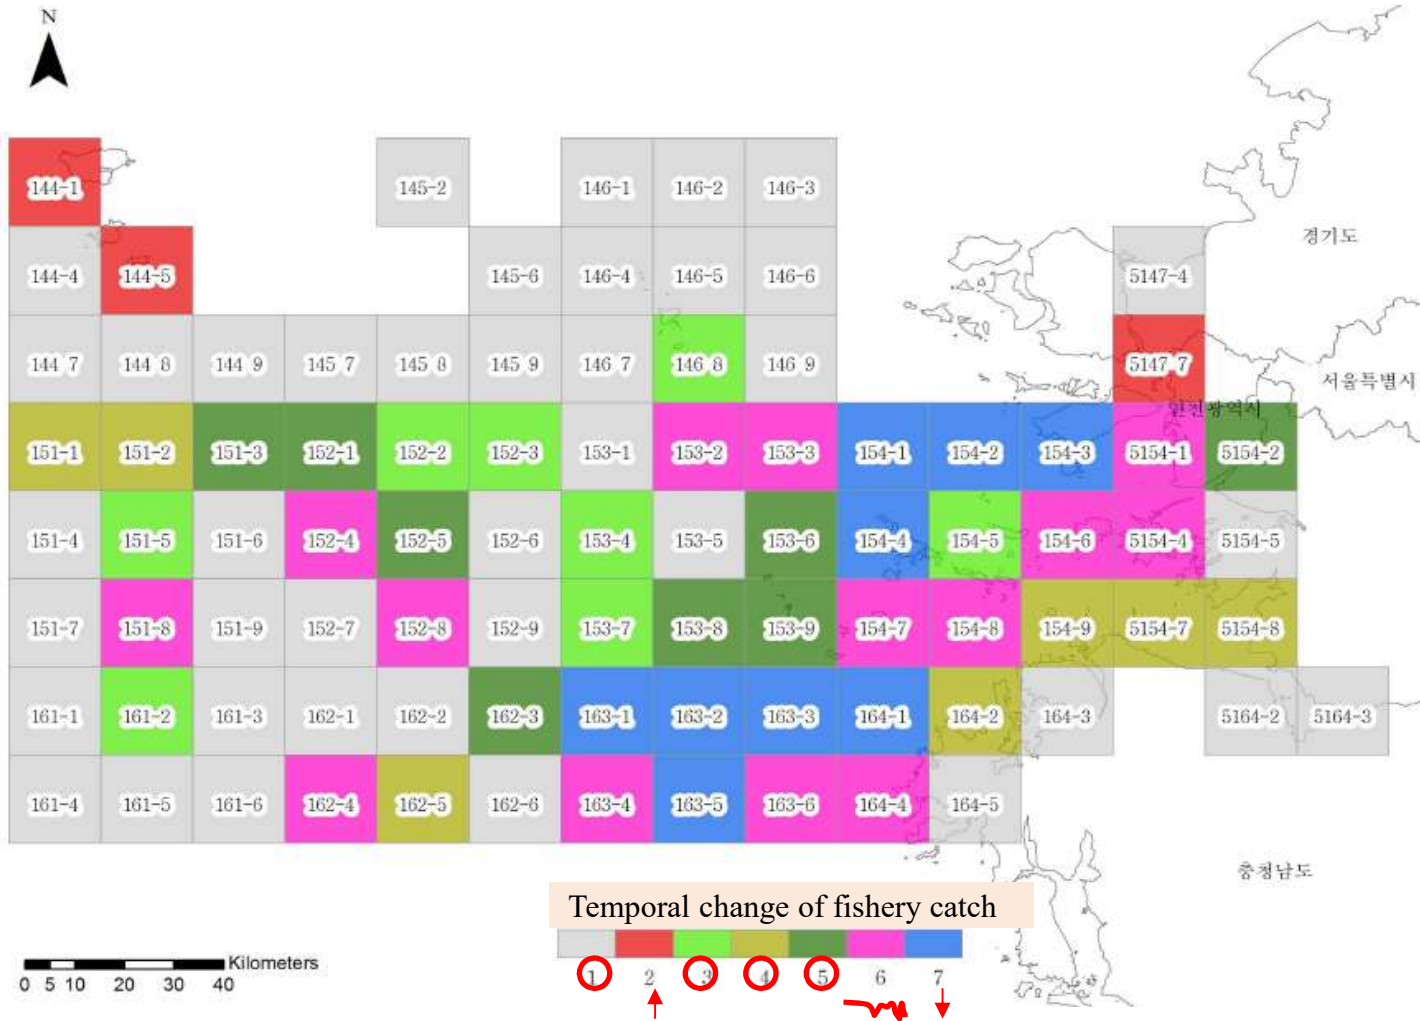 N
144-1 145-2 146-1 146-2 146-3
경기도
144-4 144-5 145-6 146-4 146-5 146-6 5147-4
144 7 144 8 144 9 145 7 145 8 145 9 146 7 146 8 146 9 5147 7
서울특별시
인천광역시
151-1 151-2 151-3 152-1 152-2 152-3 153-1 153-2 153-3 154-1 154-2 154-3 5154-1 5154-2
151-4 151-5 151-6 152-4 152-5 152-6 153-4 153-5 153-6 154-4 154-5 154-6 5154-4 5154-5
151-7 151-8 151-9 152-7 152-8 152-9 153-7 153-8 153-9 154-7 154-8 154-9 5154-7 5154-8
161-1 161-2 161-3 162-1 162-2 162-3 163-1 163-2 163-3 164-1 164-2 164-3 5164-2 5164-3
161-4 161-5 161-6 162-4 162-5 162-6 163-4 163-5 163-6 164-4 164-5
충청남도
Temporal change of fishery catch
1 2 3 4 5 6 7
Kilometers
0 5 10 20 30 40